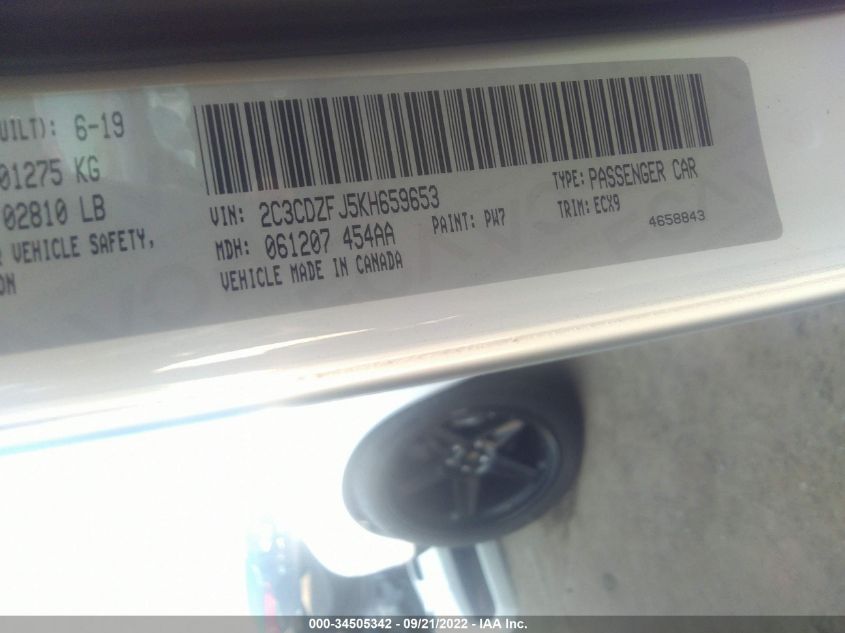 UILT): 6-19
01275 KG
02810 LB
VEHICLE SAFETY,
ON
VIN: 2C3CDZFJ5KH659653
TYPE: PASSENGER CAR
MDH: 061207 454AA
PAINT: PW7
TRIM: ECX9
VEHICLE MADE IN CANADA
4658843
000-34505342 - 09/21/2022 - IAA Inc.